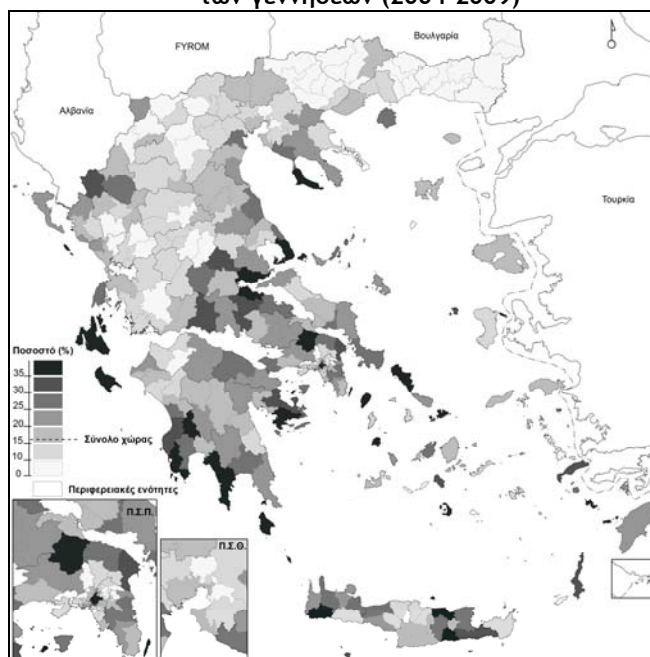 των γεννήσεων (2004-2009)
FYROM
Βουλγαρία
Αλβανία
Τουρκία
Ποσοστό (%)
35
30
25
20
15
10
0
Σύνολο χώρας
Περιφερειακές ενότητες
Π.Σ.Π.
Π.Σ.Θ.